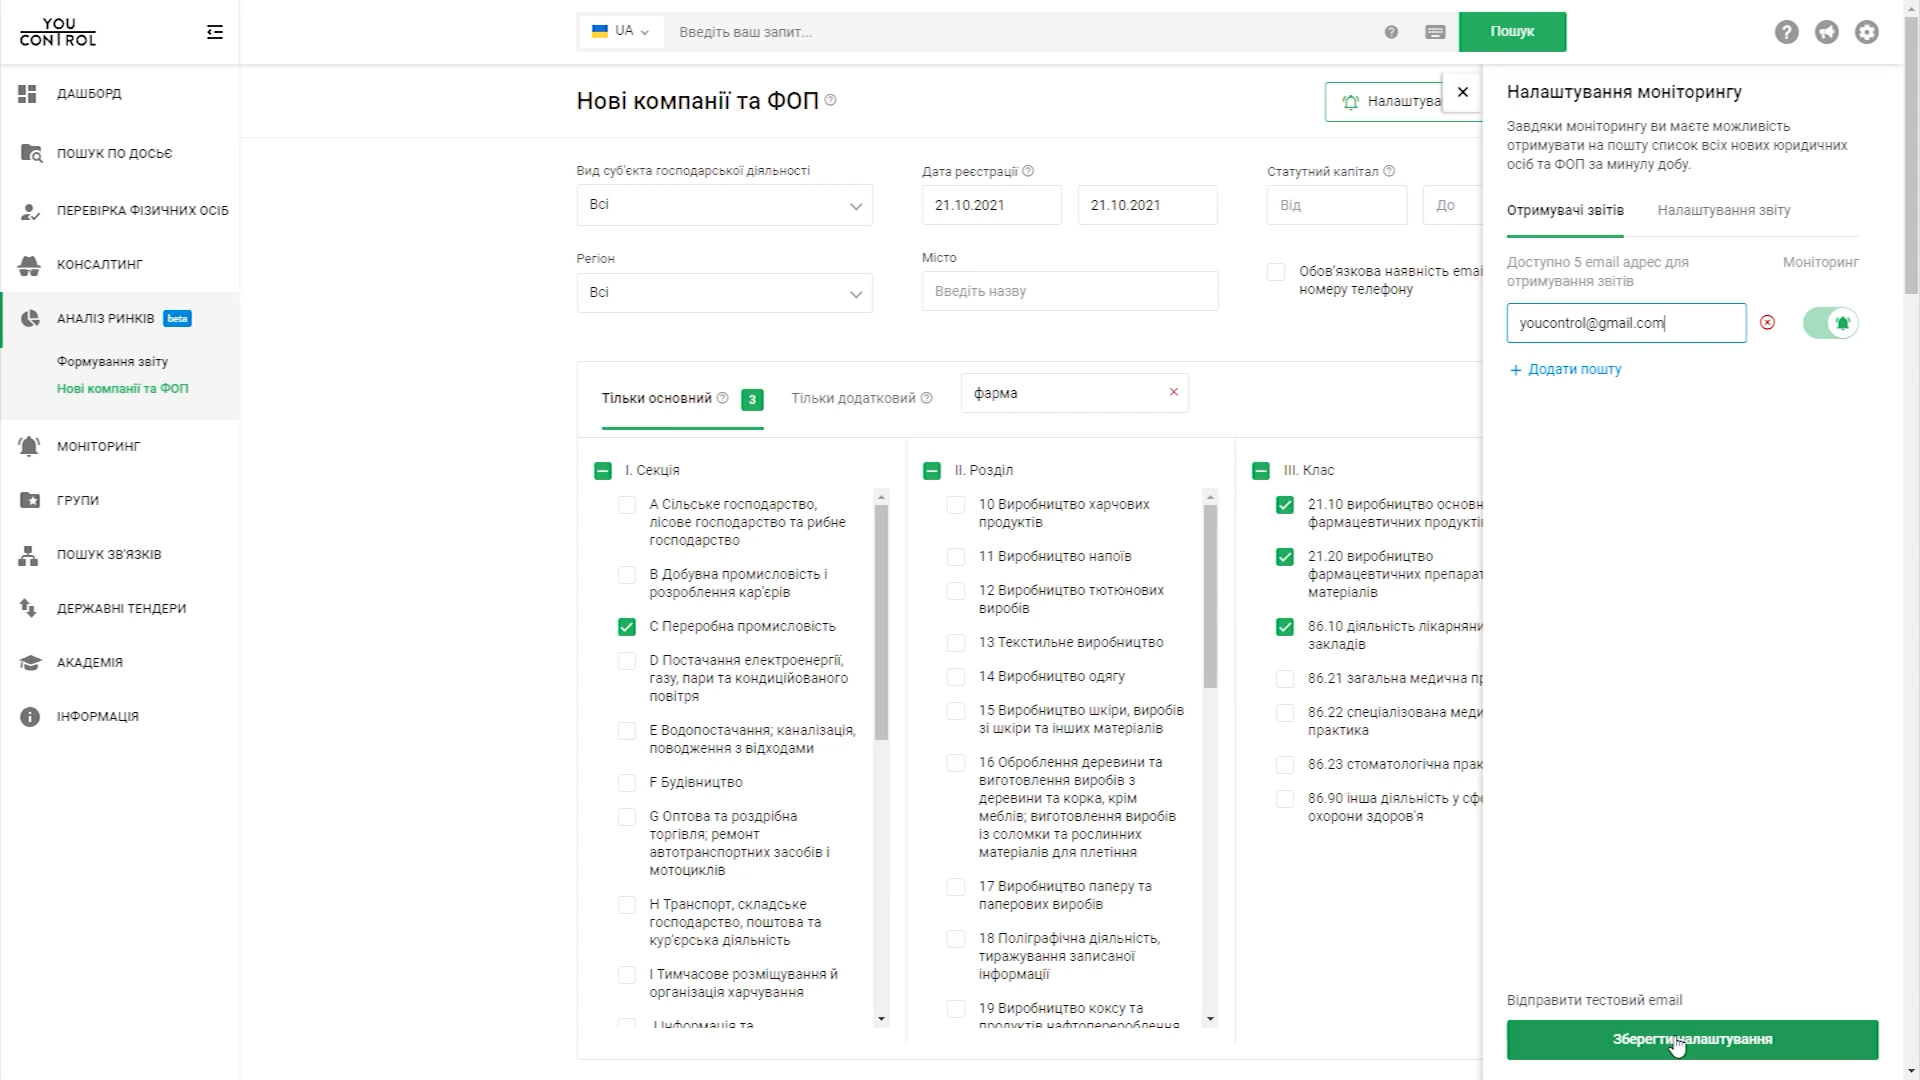 YOU
CONTROL
UA
Введіть ваш запит...
Пошук
ДАШБОРД
ПОШУК ПО ДОСЬЄ
ПЕРЕВІРКА ФІЗИЧНИХ ОСІБ
КОНСАЛТИНГ
АНАЛІЗ РИНКІВ beta
Формування звіту
Нові компанії та ФОП
МОНІТОРИНГ
ГРУПИ
ПОШУК ЗВ'ЯЗКІВ
ДЕРЖАВНІ ТЕНДЕРИ
АКАДЕМІЯ
ІНФОРМАЦІЯ
Нові компанії та ФОП
Налаштува
Вид суб'єкта господарської діяльності
Всі
Дата реєстрації
21.10.2021
21.10.2021
Статутний капітал
Від
До
Регіон
Всі
Місто
Введіть назву
Обов'язкова наявність emai
номеру телефону
Тільки основний 3
Тільки додатковий
фарма
I. Секція
A Сільське господарство,
лісове господарство та рибне
господарство
B Добувна промисловість і
розроблення кар'єрів
C Переробна промисловість
D Постачання електроенергії,
газу, пари та кондиційованого
повітря
E Водопостачання; каналізація,
поводження з відходами
F Будівництво
G Оптова та роздрібна
торгівля; ремонт
автотранспортних засобів і
мотоциклів
H Транспорт, складське
господарство, поштова та
кур'єрська діяльність
I Тимчасове розміщування й
організація харчування
J Інформація та
II. Розділ
10 Виробництво харчових
продуктів
11 Виробництво напоїв
12 Виробництво тютюнових
виробів
13 Текстильне виробництво
14 Виробництво одягу
15 Виробництво шкіри, виробів
зі шкіри та інших матеріалів
16 Оброблення деревини та
виготовлення виробів з
деревини та корка, крім
меблів; виготовлення виробів
із соломки та рослинних
матеріалів для плетіння
17 Виробництво паперу та
паперових виробів
18 Поліграфічна діяльність,
тиражування записаної
інформації
19 Виробництво коксу та
продуктів нафтоперероблення
III. Клас
21.10 виробництво основн
фармацевтичних продукті
21.20 виробництво
фармацевтичних препарат
матеріалів
86.10 діяльність лікарняни
закладів
86.21 загальна медична пр
86.22 спеціалізована меди
практика
86.23 стоматологічна прак
86.90 інша діяльність у сфе
охорони здоров'я
Налаштування моніторингу
Завдяки моніторингу ви маєте можливість
отримувати на пошту список всіх нових юридичних
осіб та ФОП за минулу добу.
Отримувачі звітів
Налаштування звіту
Доступно 5 email адрес для
отримування звітів
Моніторинг
youcontrol@gmail.com
+ Додати пошту
Відправити тестовий email
Зберегти налаштування